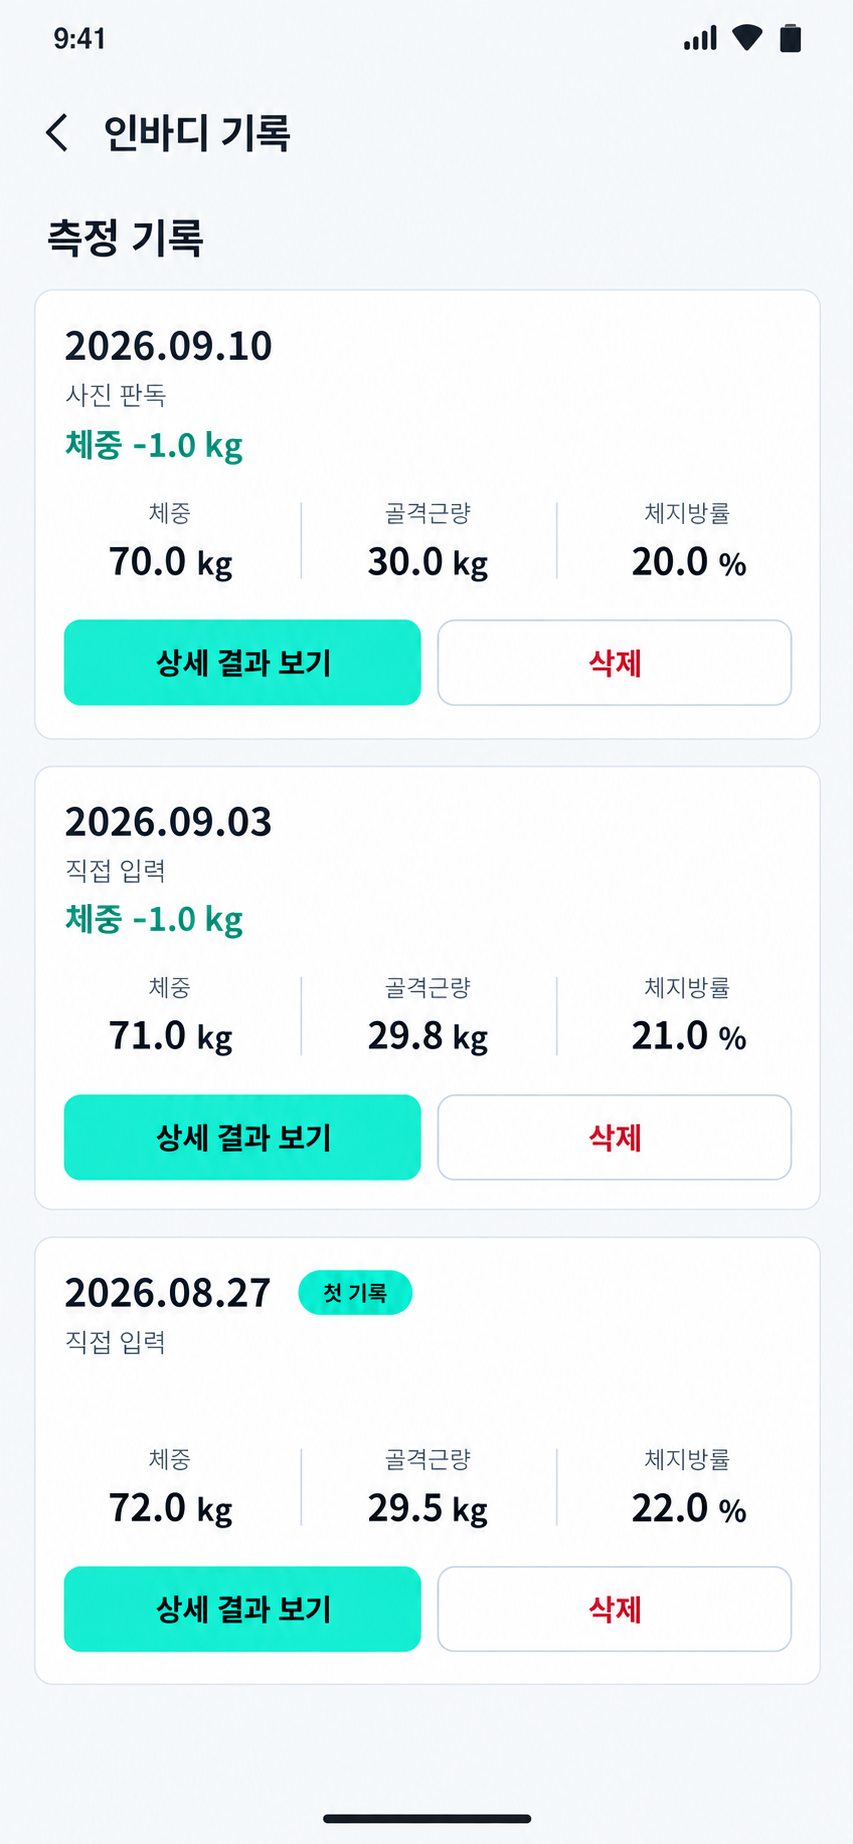 9:41
인바디 기록
측정 기록
2026.09.10
사진 판독
체중 -1.0 kg
체중 골격근량 체지방률
70.0 kg 30.0 kg 20.0 %
상세 결과 보기 삭제
2026.09.03
직접 입력
체중 -1.0 kg
체중 골격근량 체지방률
71.0 kg 29.8 kg 21.0 %
상세 결과 보기 삭제
2026.08.27 첫 기록
직접 입력
체중 골격근량 체지방률
72.0 kg 29.5 kg 22.0 %
상세 결과 보기 삭제